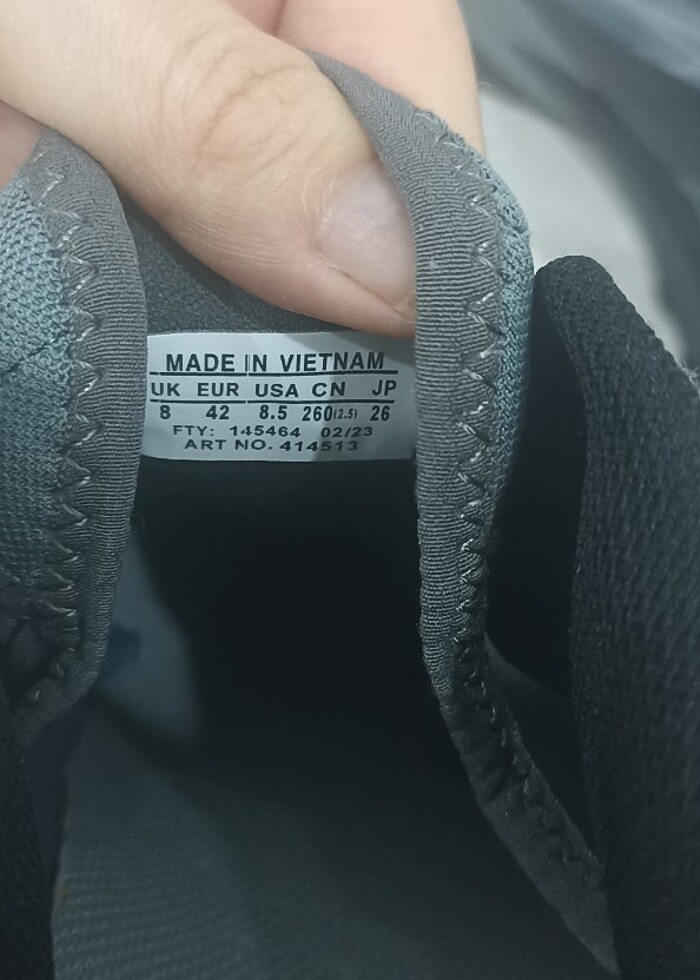 MADE IN VIETNAM
UK EUR USA CN JP
8 42 8.5 260(2.5) 26
FTY: 145464 02/23
ART NO. 414513